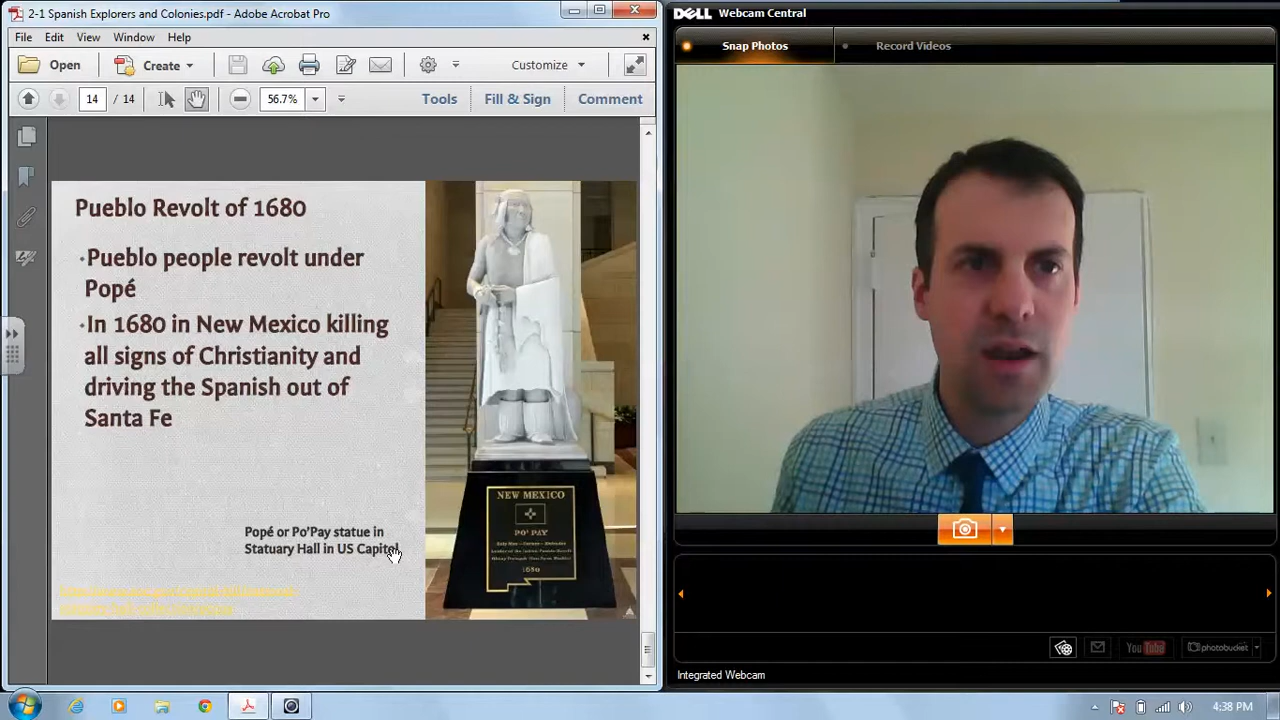 2-1 Spanish Explorers and Colonies.pdf - Adobe Acrobat Pro
File Edit View Window Help
Open Create Customize
14 / 14 56.7% Tools Fill & Sign Comment
Pueblo Revolt of 1680
•Pueblo people revolt under
Popé
•In 1680 in New Mexico killing
all signs of Christianity and
driving the Spanish out of
Santa Fe
Popé or Po'Pay statue in
Statuary Hall in US Capitol
NEW MEXICO
PO' PAY
1680
DELL Webcam Central
Snap Photos Record Videos
You Tube photobucket
Integrated Webcam
4:38 PM